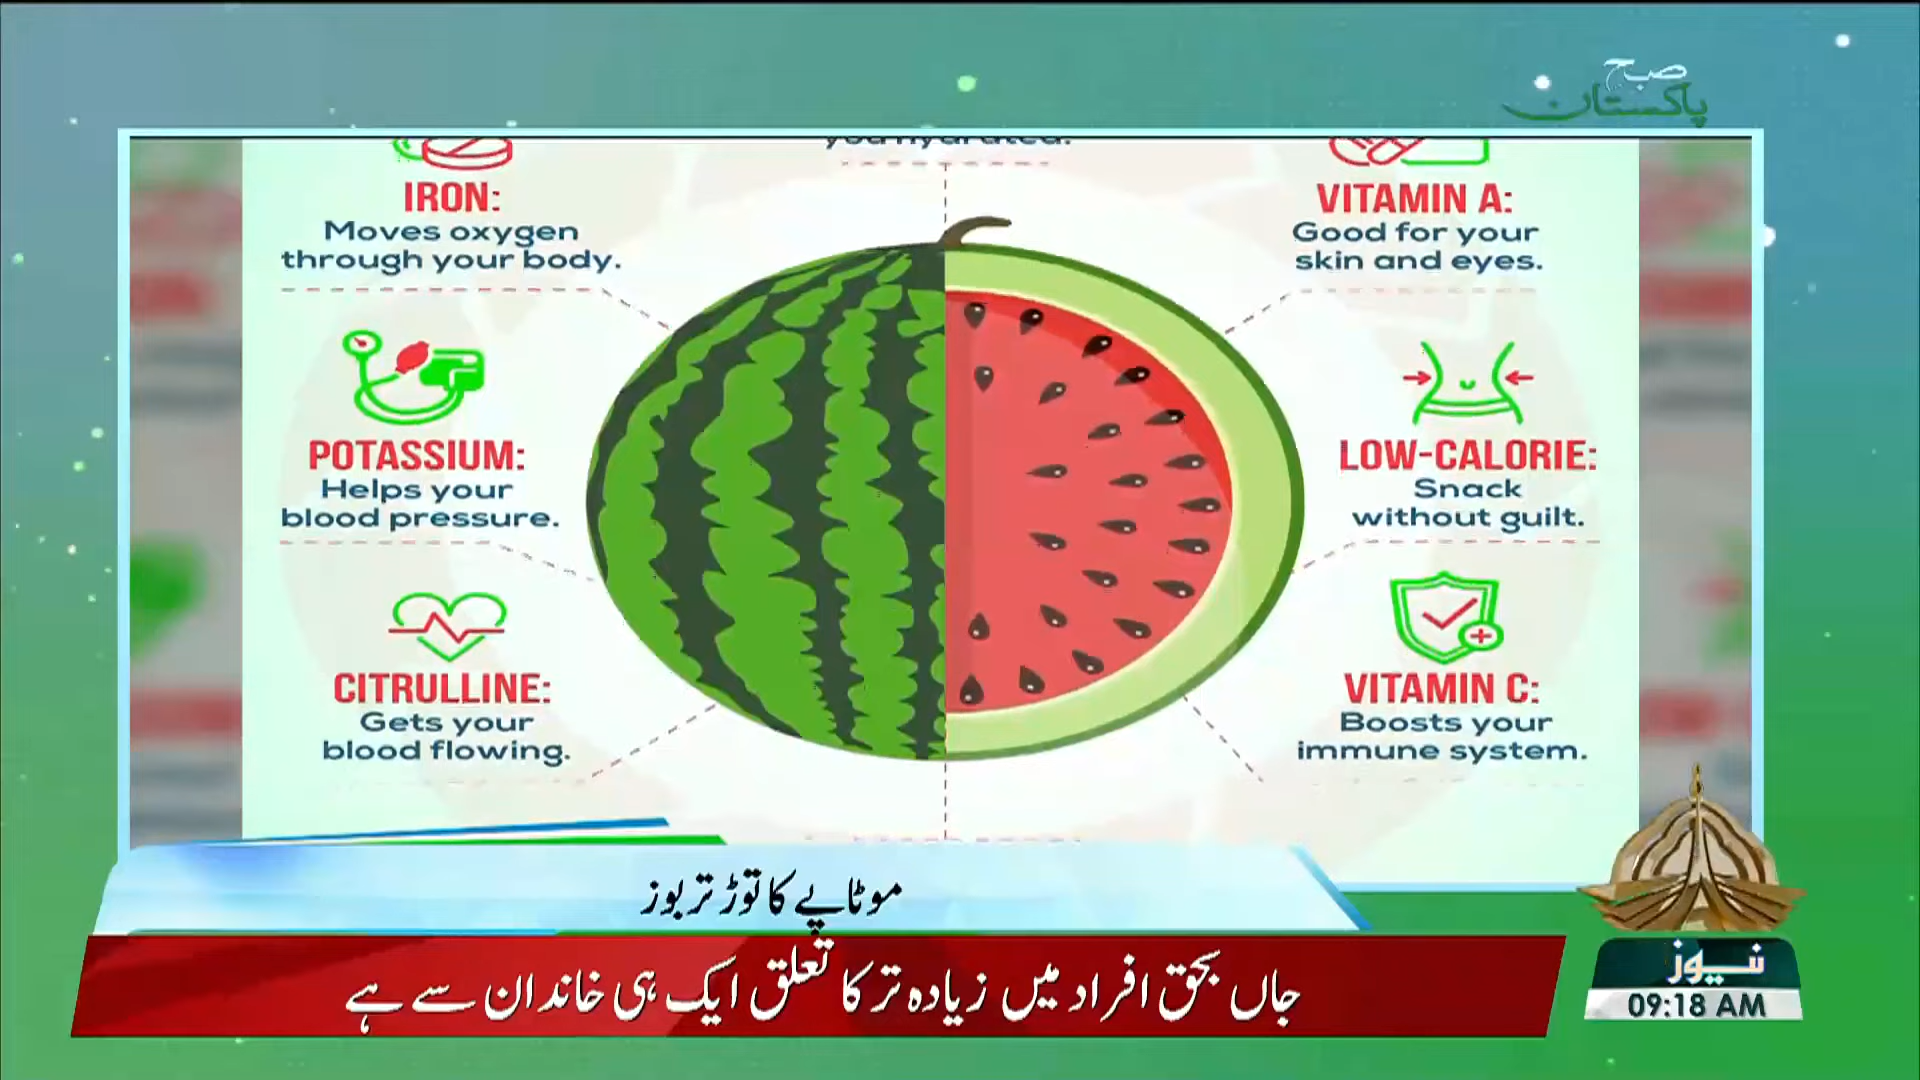 صبح
پاکستان
you hydrated.
IRON:
Moves oxygen
through your body.
POTASSIUM:
Helps your
blood pressure.
CITRULLINE:
Gets your
blood flowing.
VITAMIN A:
Good for your
skin and eyes.
LOW-CALORIE:
Snack
without guilt.
VITAMIN C:
Boosts your
immune system.
موٹاپے کا توڑ تربوز
جاں بحق افراد میں زیادہ تر کا تعلق ایک ہی خاندان سے ہے
نیوز
09:18 AM